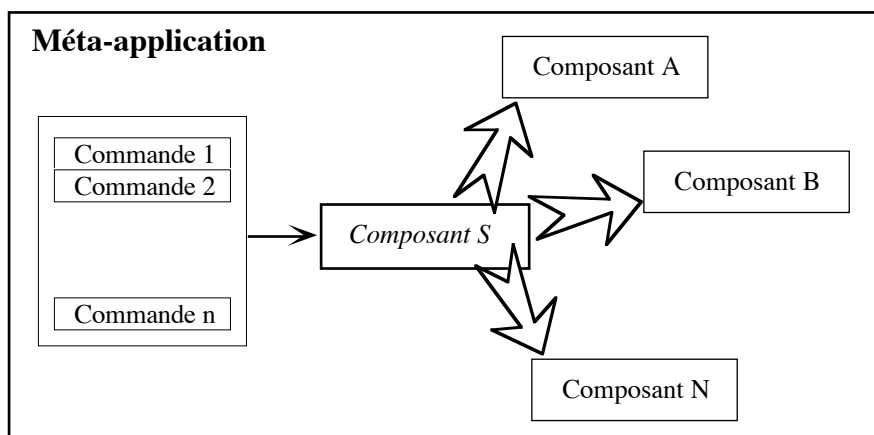 Méta-application
Composant A
Commande 1
Commande 2
Composant B
Composant S
Commande n
Composant N